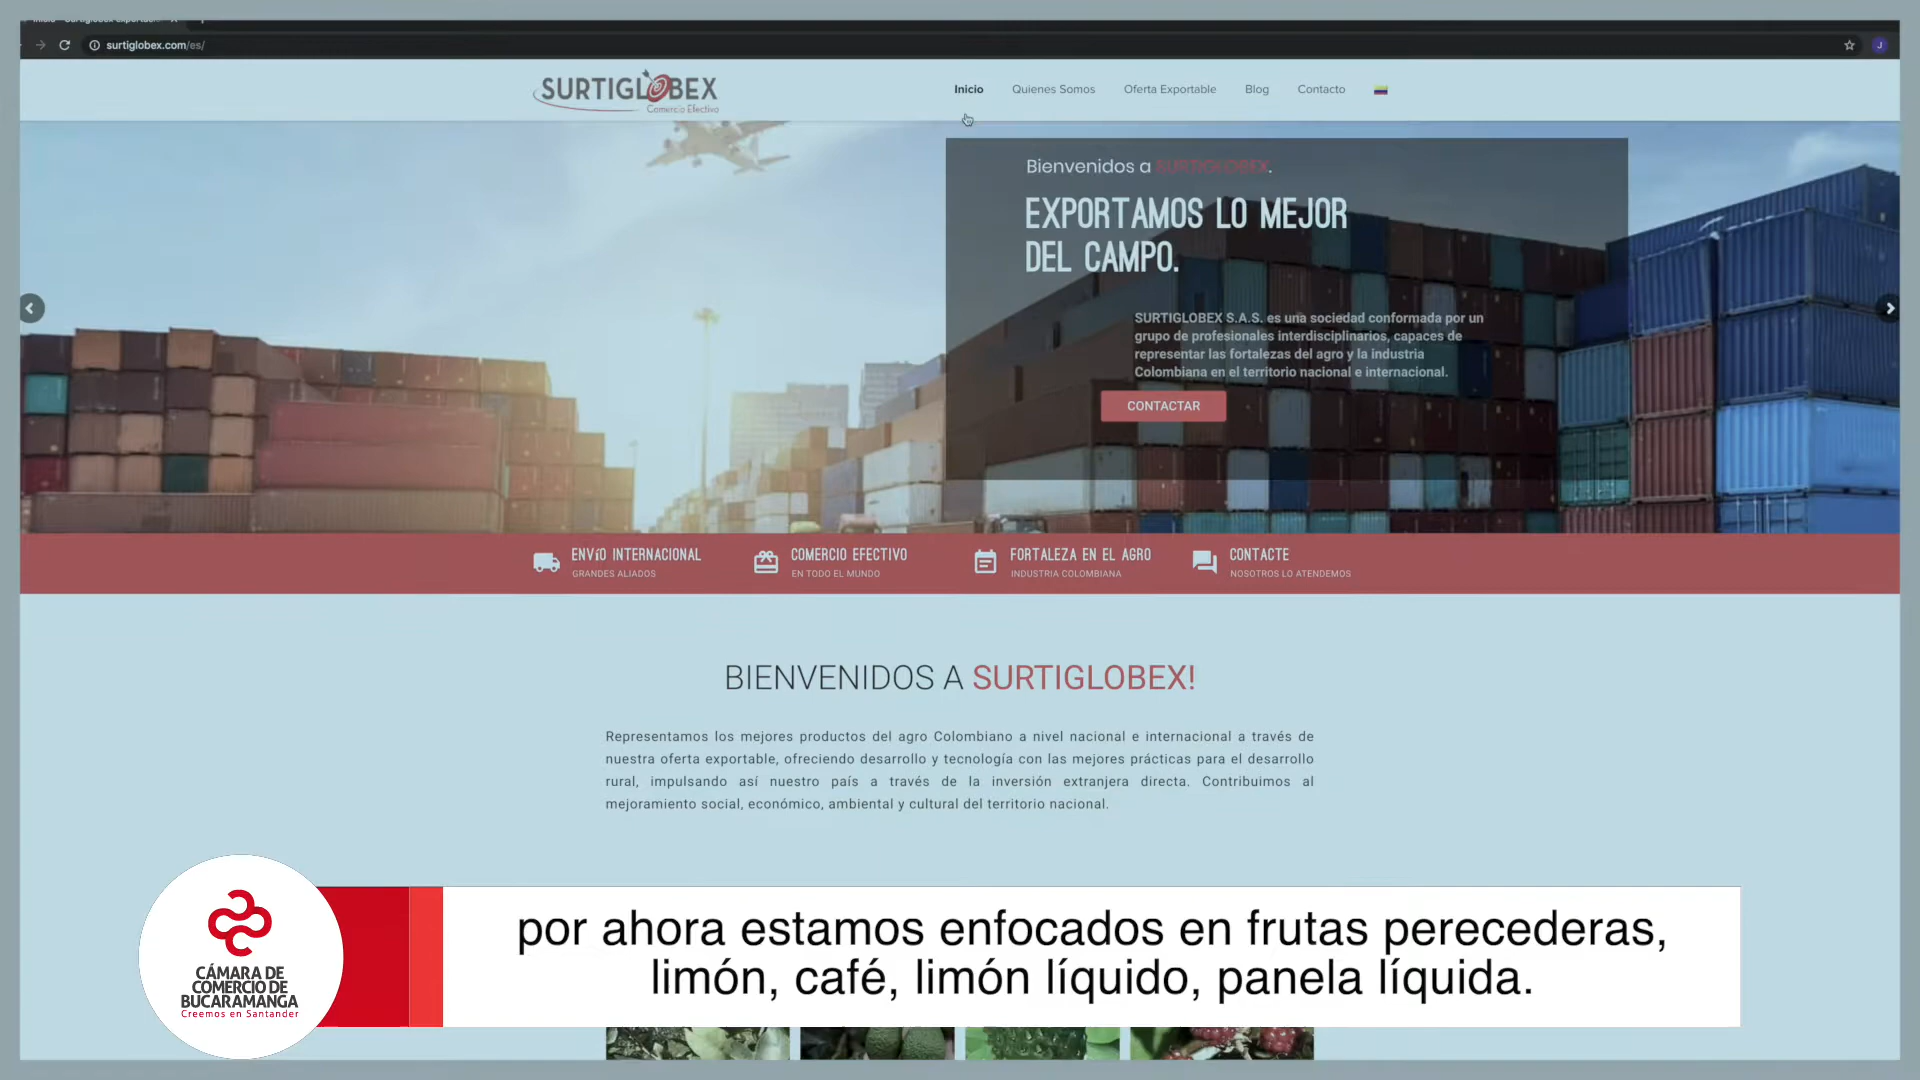 surtiglobex.com/es/
J
SURTIGLOBEX
Comercio Efectivo
Inicio
Quienes Somos
Oferta Exportable
Blog
Contacto
Bienvenidos a SURTIGLOBEX.
EXPORTAMOS LO MEJOR
DEL CAMPO.
SURTIGLOBEX S.A.S. es una sociedad conformada por un
grupo de profesionales interdisciplinarios, capaces de
representar las fortalezas del agro y la industria
Colombiana en el territorio nacional e internacional.
CONTACTAR
ENVíO INTERNACIONAL
GRANDES ALIADOS
COMERCIO EFECTIVO
EN TODO EL MUNDO
FORTALEZA EN EL AGRO
INDUSTRIA COLOMBIANA
CONTACTE
NOSOTROS LO ATENDEMOS
BIENVENIDOS A SURTIGLOBEX!
Representamos los mejores productos del agro Colombiano a nivel nacional e internacional a través de
nuestra oferta exportable, ofreciendo desarrollo y tecnología con las mejores prácticas para el desarrollo
rural, impulsando así nuestro país a través de la inversión extranjera directa. Contribuimos al
mejoramiento social, económico, ambiental y cultural del territorio nacional.
CÁMARA DE
COMERCIO DE
BUCARAMANGA
Creemos en Santander
por ahora estamos enfocados en frutas perecederas,
limón, café, limón líquido, panela líquida.